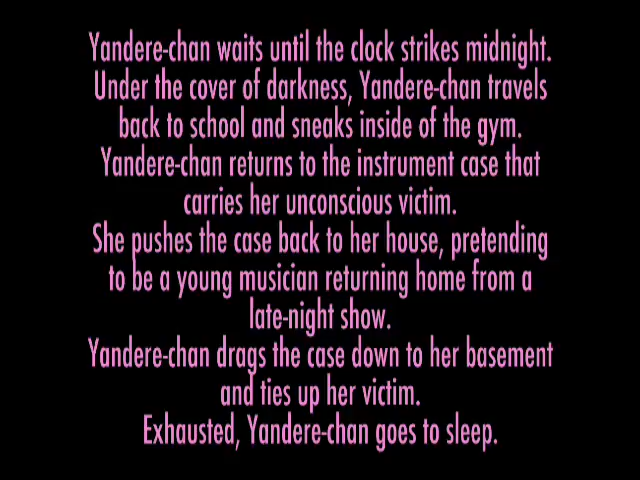 Yandere-chan waits until the clock strikes midnight.
Under the cover of darkness, Yandere-chan travels
back to school and sneaks inside of the gym.
Yandere-chan returns to the instrument case that
carries her unconscious victim.
She pushes the case back to her house, pretending
to be a young musician returning home from a
late-night show.
Yandere-chan drags the case down to her basement
and ties up her victim.
Exhausted, Yandere-chan goes to sleep.